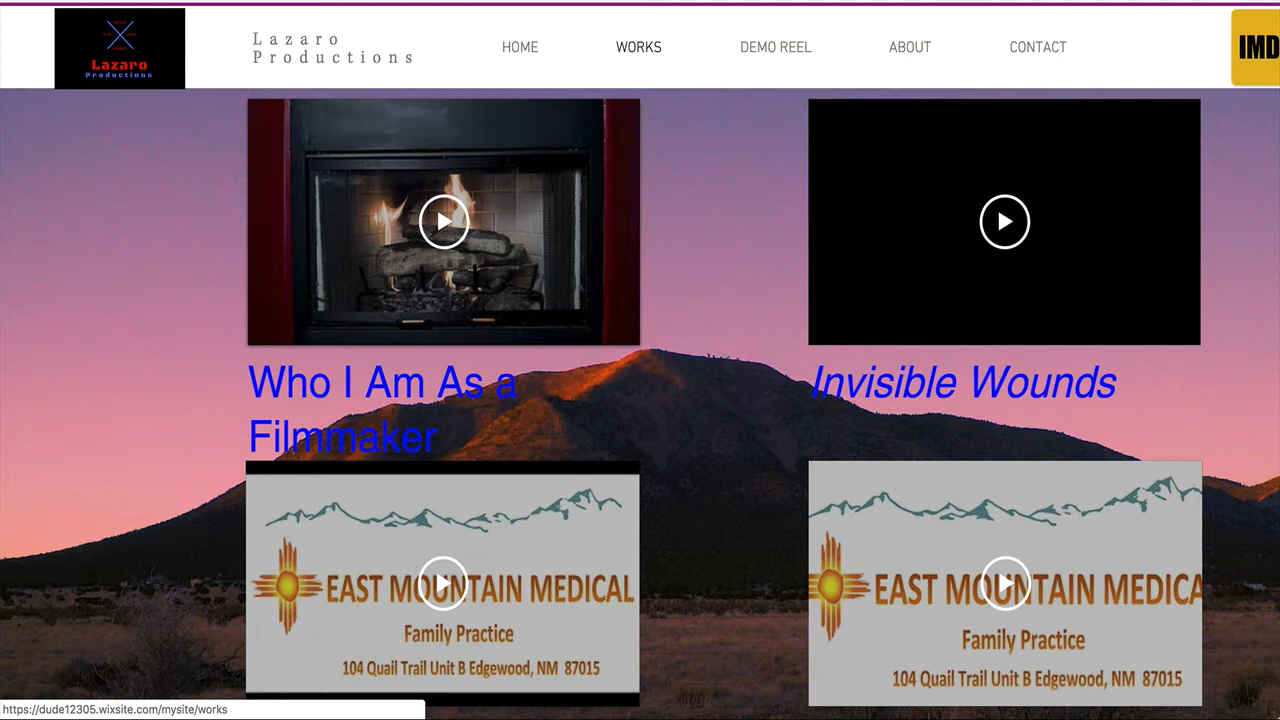 Lazaro
Productions
Lazaro
Productions
HOME
WORKS
DEMO REEL
ABOUT
CONTACT
IMD
Who I Am As a
Filmmaker
Invisible Wounds
EAST MOUNTAIN MEDICAL
Family Practice
104 Quail Trail Unit B Edgewood, NM 87015
EAST MOUNTAIN MEDICA
Family Practice
104 Quail Trail Unit B Edgewood, NM 87015
https://dude12305.wixsite.com/mysite/works